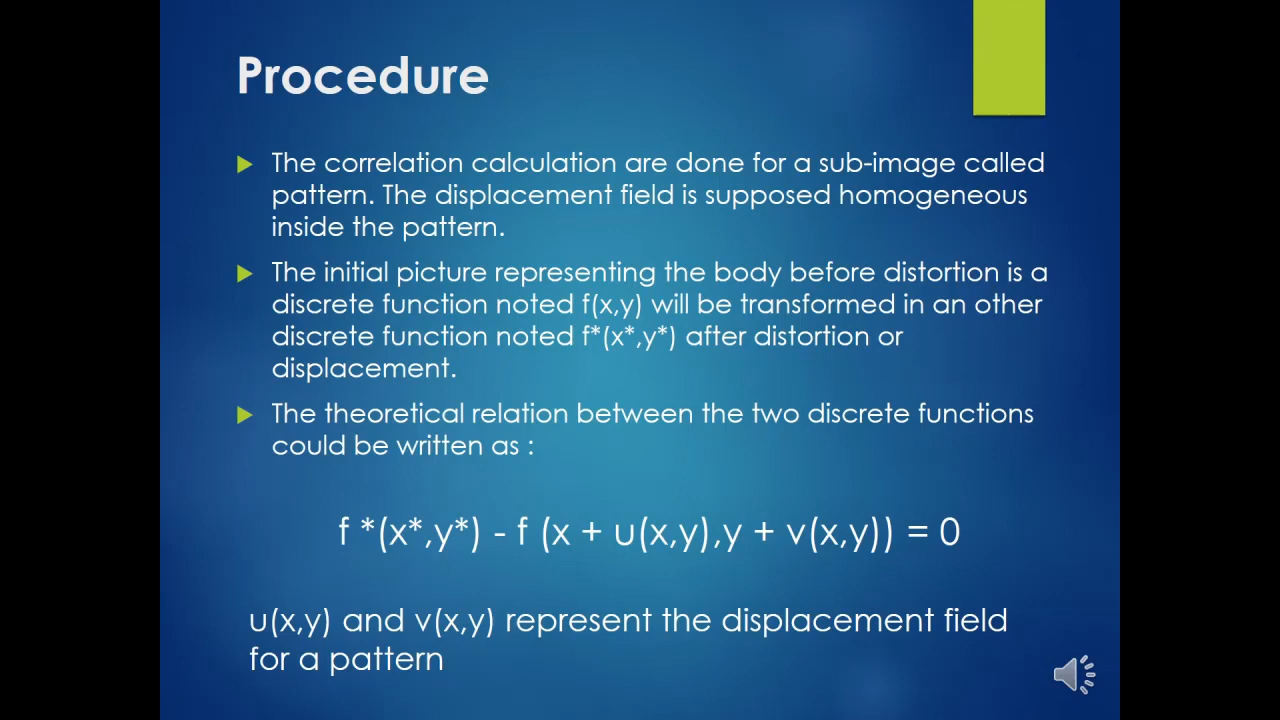 Procedure
The correlation calculation are done for a sub-image called
pattern. The displacement field is supposed homogeneous
inside the pattern.
The initial picture representing the body before distortion is a
discrete function noted f(x,y) will be transformed in an other
discrete function noted f*(x*,y*) after distortion or
displacement.
The theoretical relation between the two discrete functions
could be written as :
f *(x*,y*) - f (x + u(x,y),y + v(x,y)) = 0
u(x,y) and v(x,y) represent the displacement field
for a pattern